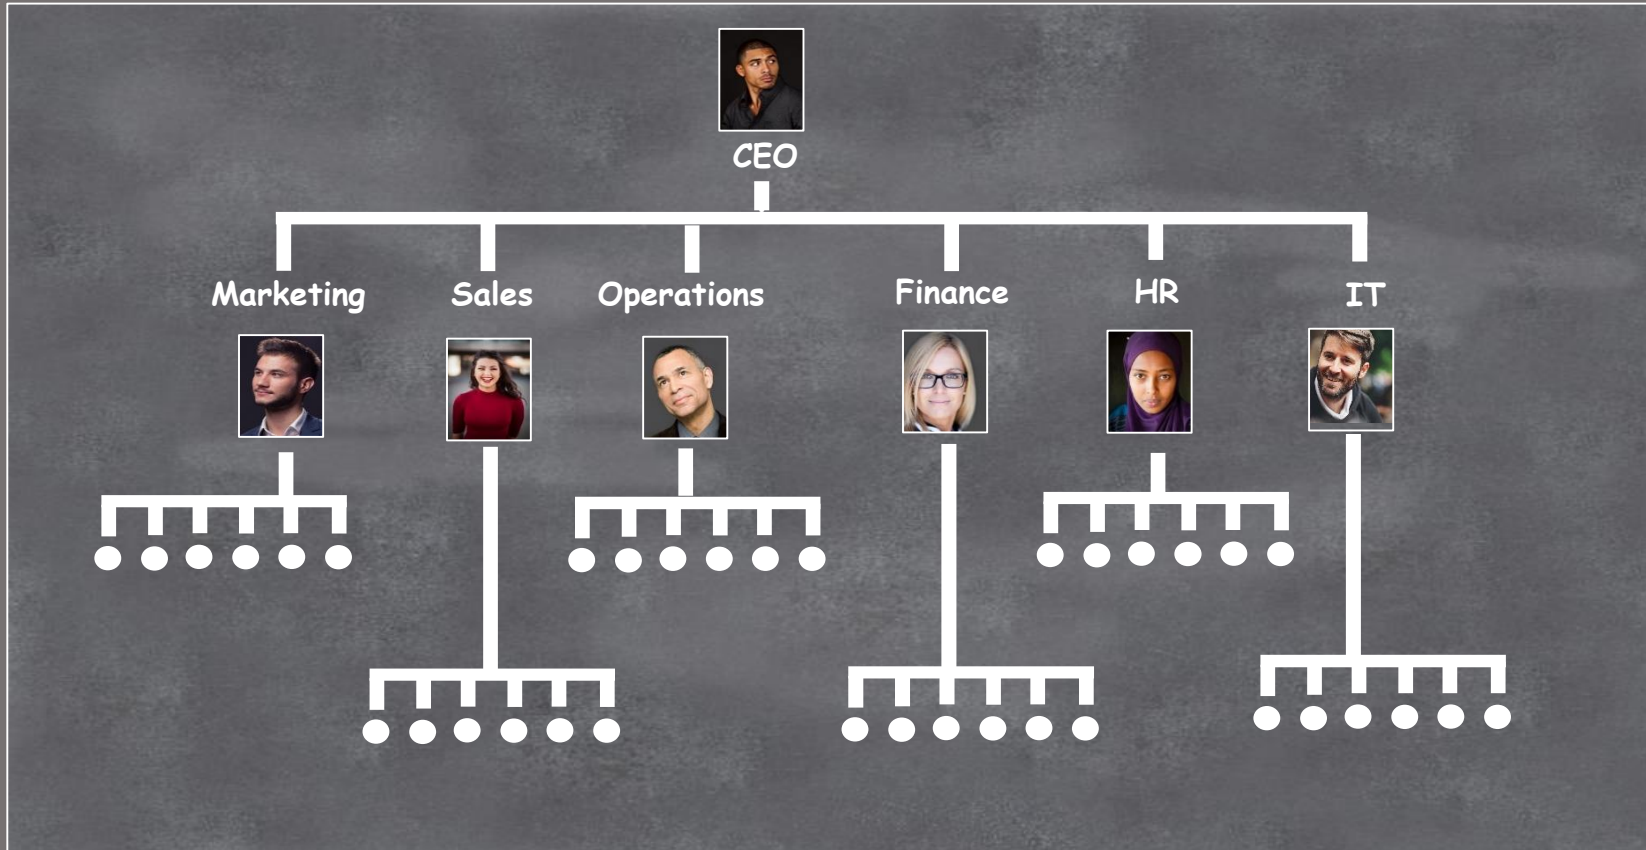 CEO
Marketing
Sales
Operations
Finance
HR
IT